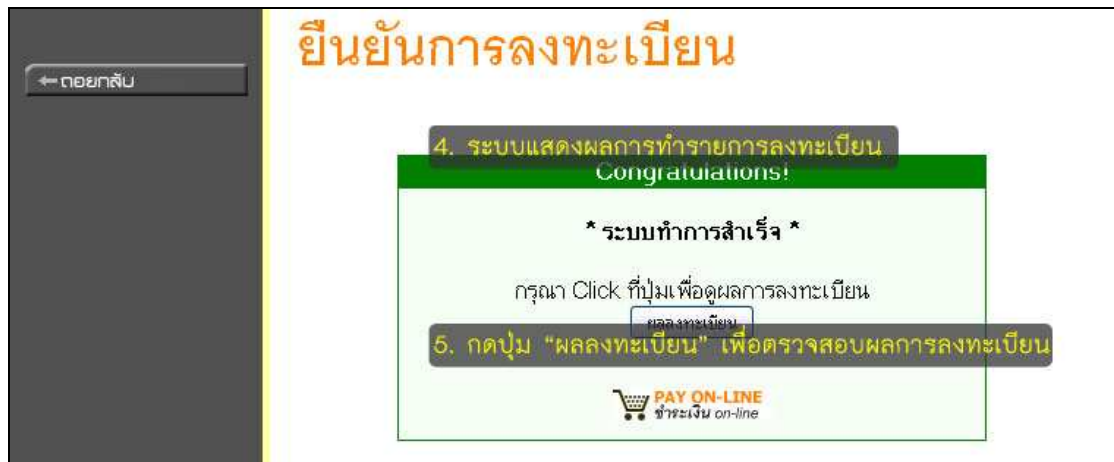 ยืนยันการลงทะเบียน
ถอยกลับ
4. ระบบแสดงผลการทำรายการลงทะเบียน
Congratulations!
* ระบบทำการสำเร็จ *
กรุณา Click ที่ปุ่มเพื่อดูผลการลงทะเบียน
ผลลงทะเบียน
5. กดปุ่ม “ผลลงทะเบียน” เพื่อตรวจสอบผลการลงทะเบียน
PAY ON-LINE
ชำระเงิน on-line